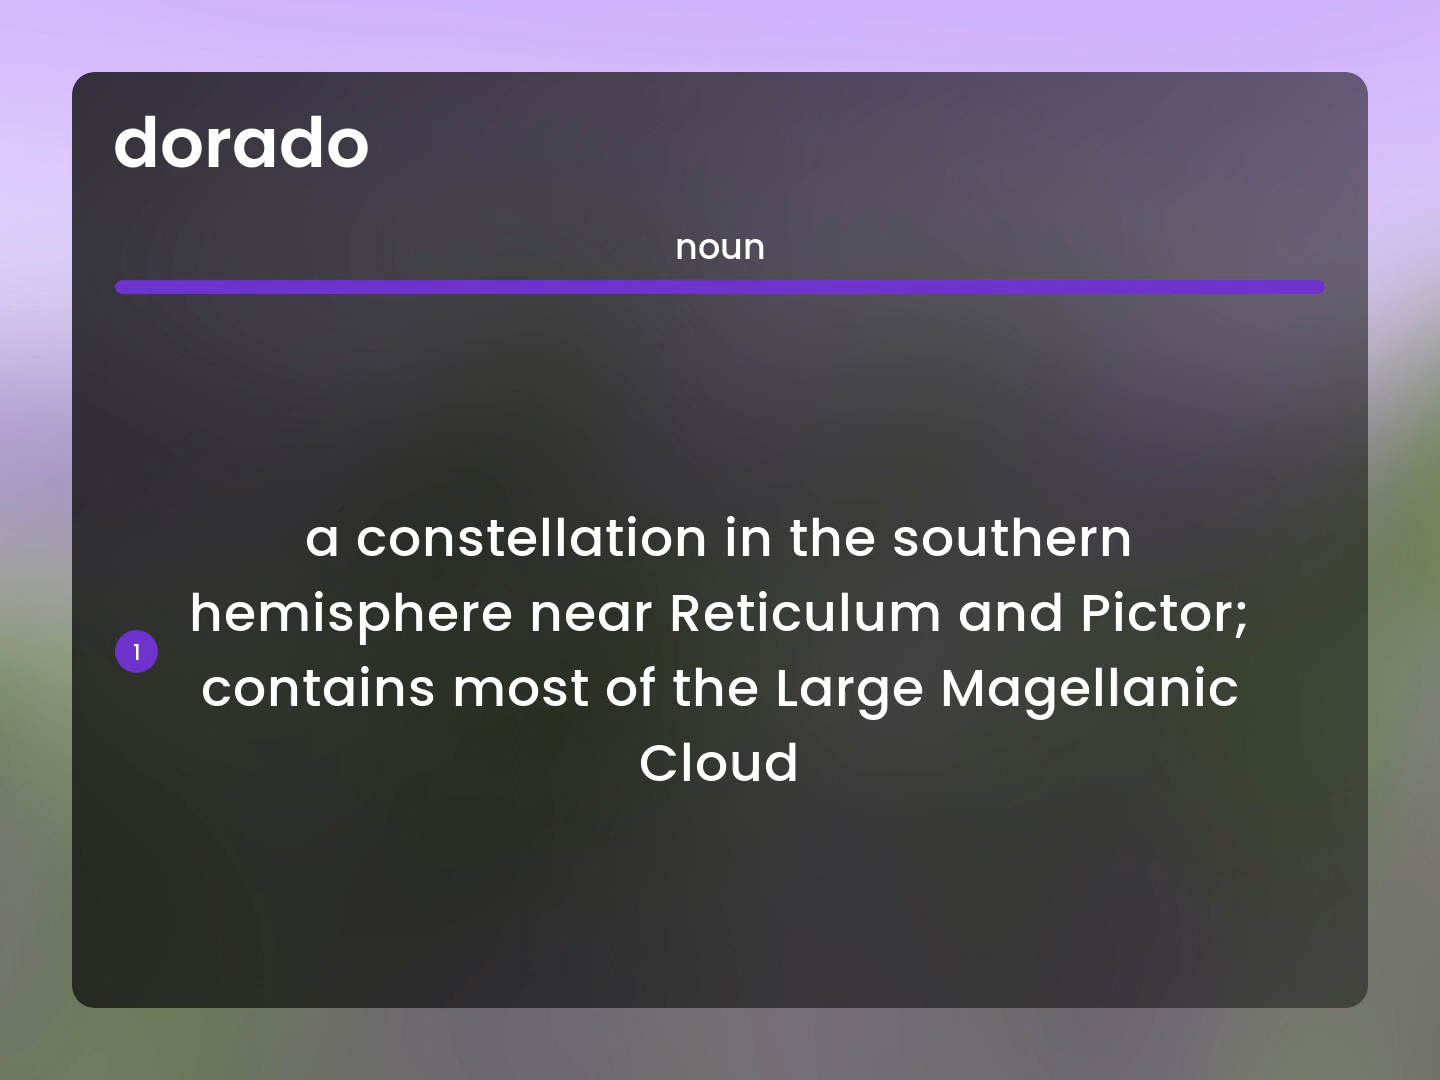 dorado
noun
a constellation in the southern
hemisphere near Reticulum and Pictor;
1
contains most of the Large Magellanic
Cloud